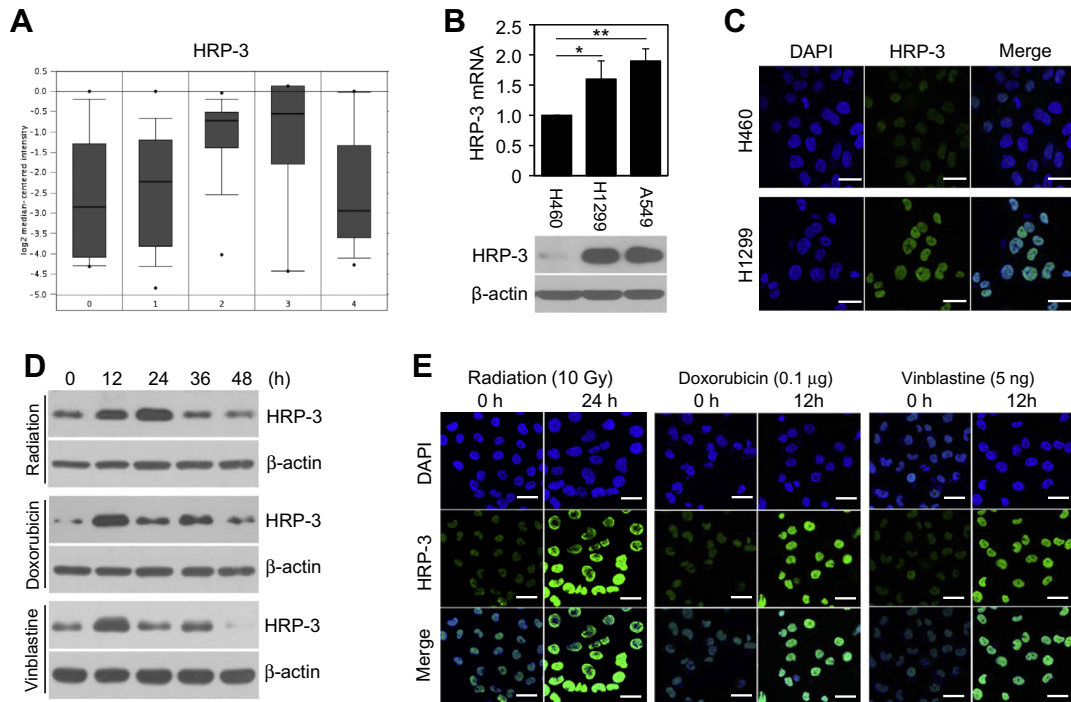 A
HRP-3
log2 median-centered intensity
0.5
0.0
-0.5
-1.0
-1.5
-2.0
-2.5
-3.0
-3.5
-4.0
-4.5
-5.0
0 1 2 3 4
B
HRP-3 mRNA
2.5
2.0
1.5
1.0
0.5
0
**
*
H460 H1299 A549
HRP-3
β-actin
C
DAPI HRP-3 Merge
H460
H1299
D
0 12 24 36 48 (h)
Radiation
HRP-3
β-actin
Doxorubicin
HRP-3
β-actin
Vinblastine
HRP-3
β-actin
E
Radiation (10 Gy) Doxorubicin (0.1 µg) Vinblastine (5 ng)
0 h 24 h 0 h 12h 0 h 12h
DAPI
HRP-3
Merge